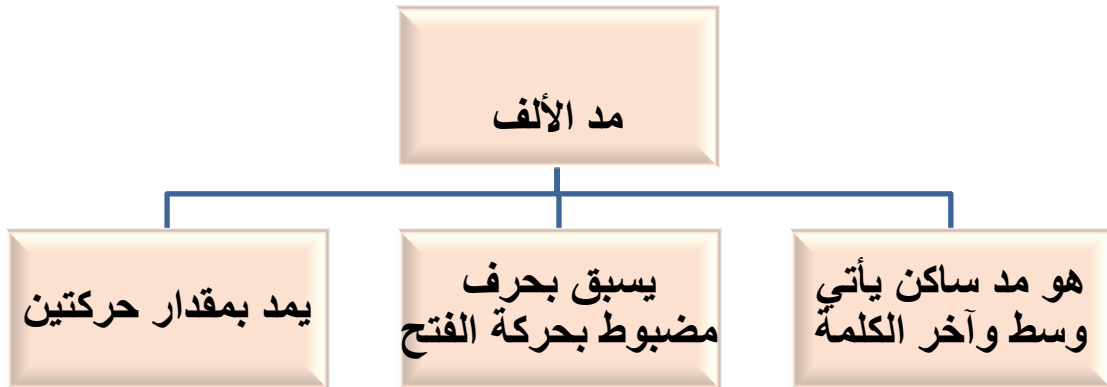 مد الألف
هو مد ساكن يأتي
وسط وآخر الكلمة
يسبق بحرف
مضبوط بحركة الفتح
يمد بمقدار حركتين